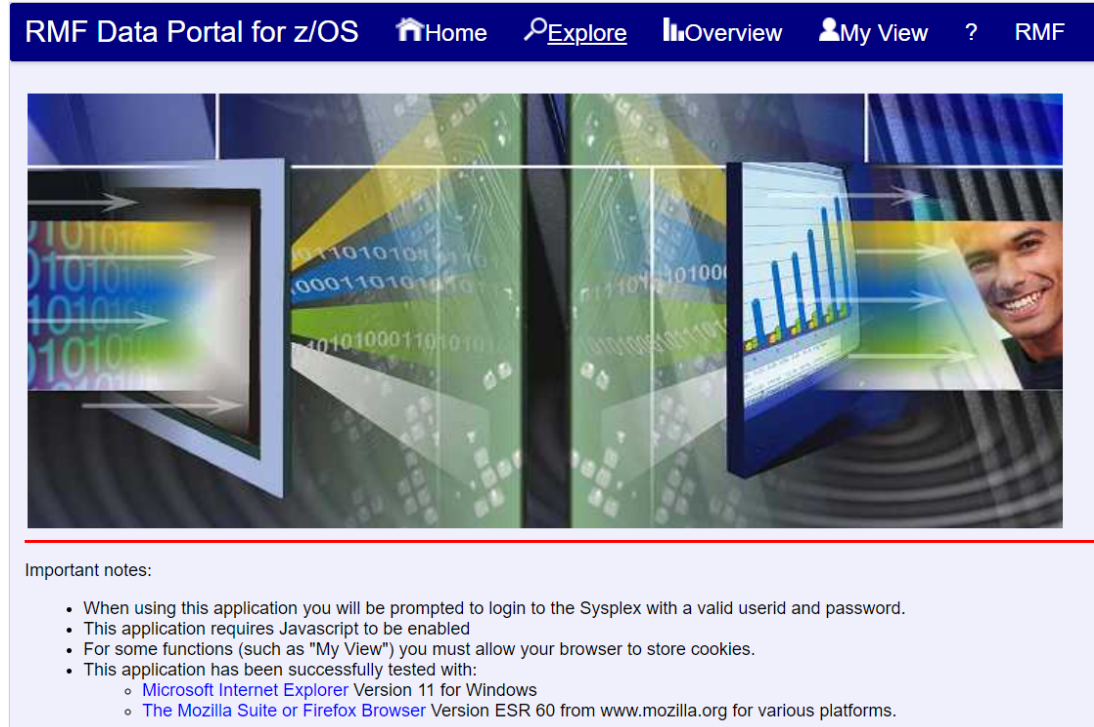 RMF Data Portal for z/OS Home Explore Overview My View ? RMF
Important notes:
• When using this application you will be prompted to login to the Sysplex with a valid userid and password.
• This application requires Javascript to be enabled
• For some functions (such as "My View") you must allow your browser to store cookies.
• This application has been successfully tested with:
◦ Microsoft Internet Explorer Version 11 for Windows
◦ The Mozilla Suite or Firefox Browser Version ESR 60 from www.mozilla.org for various platforms.